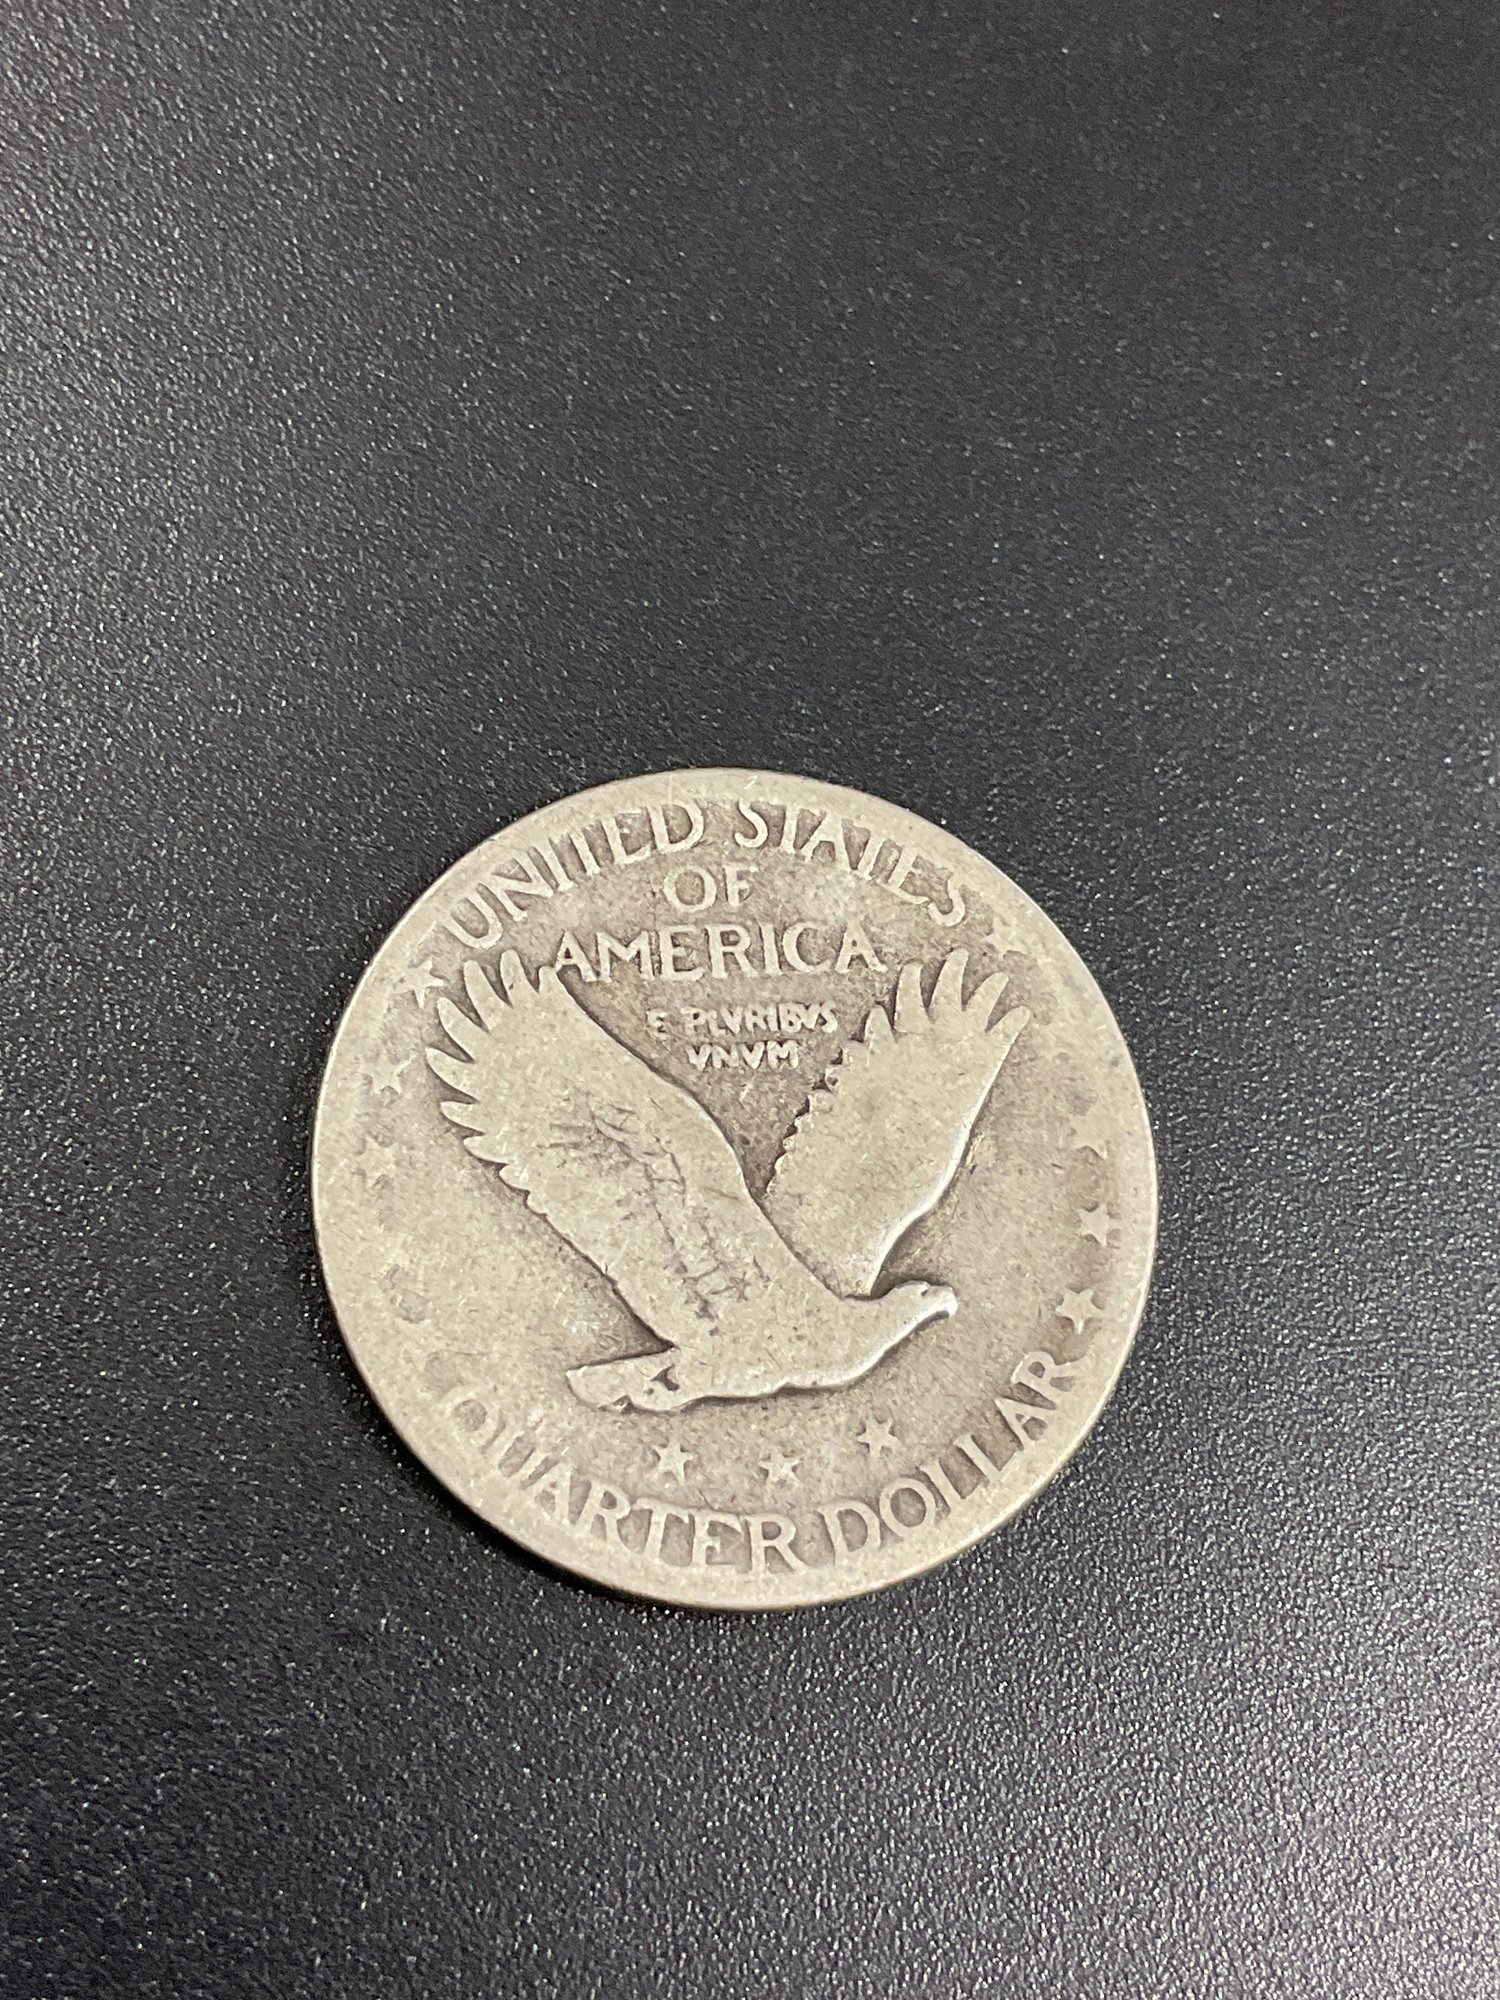 UNITED STATES
OF
AMERICA
E PLVRIBVS
VNVM
QUARTER DOLLAR